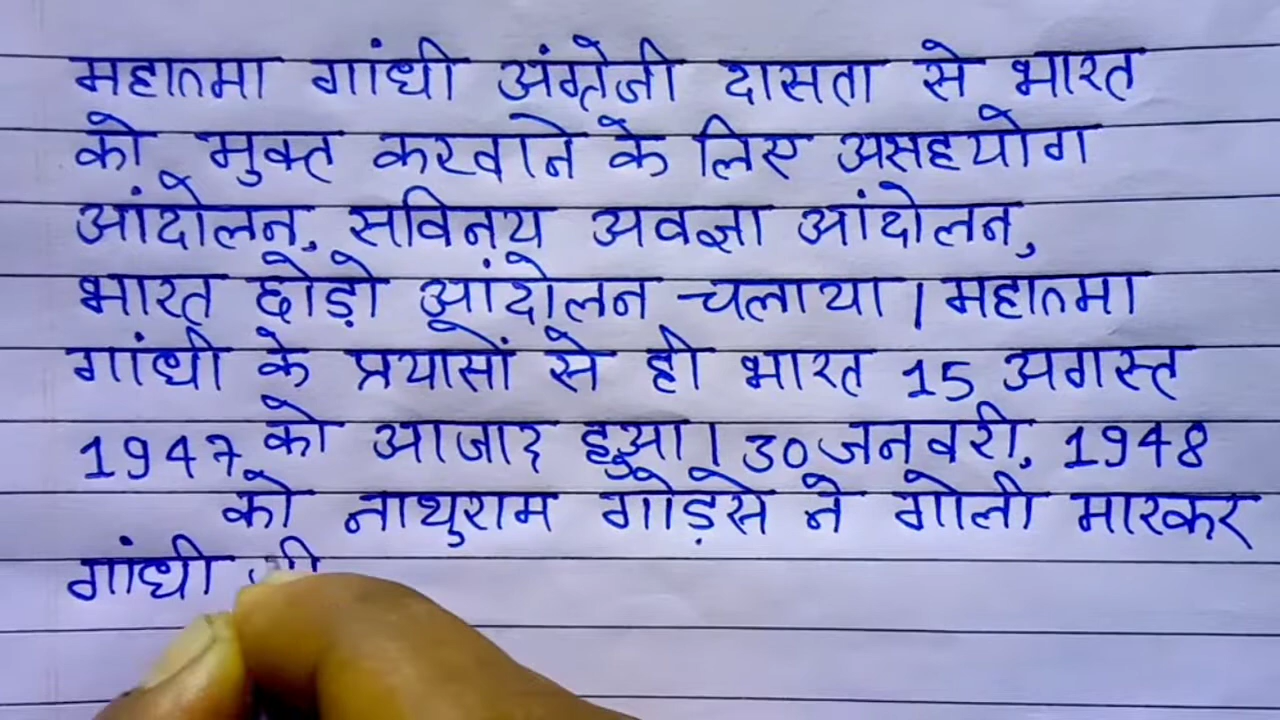 महात्मा गांधी अंग्रेजी दासता से भारत
को मुक्त करवाने के लिए असहयोग
आंदोलन, सविनय अवज्ञा आंदोलन,
भारत छोड़ो आंदोलन चलाया। महात्मा
गांधी के प्रयासों से ही भारत 15 अगस्त
1947 को आजाद हुआ। 30 जनवरी, 1948
को नाथुराम गोड़से ने गोली मारकर
गांधी